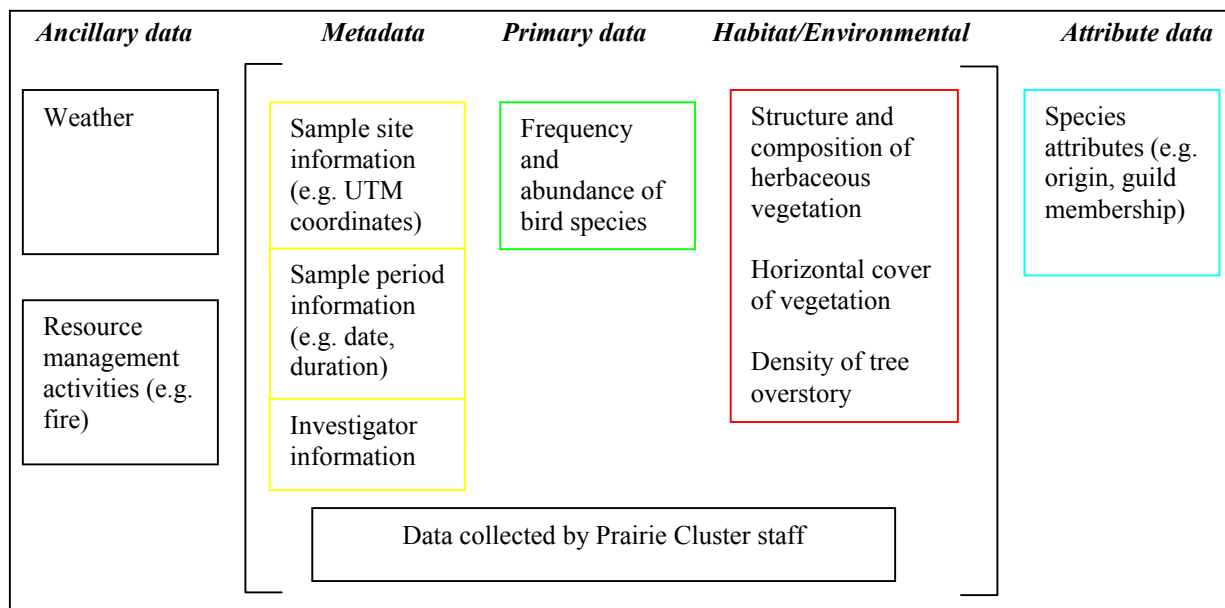 Ancillary data
Metadata
Primary data
Habitat/Environmental
Attribute data
Weather
Resource
management
activities (e.g.
fire)
Sample site
information
(e.g. UTM
coordinates)
Sample period
information
(e.g. date,
duration)
Investigator
information
Frequency
and
abundance of
bird species
Structure and
composition of
herbaceous
vegetation
Horizontal cover
of vegetation
Density of tree
overstory
Species
attributes (e.g.
origin, guild
membership)
Data collected by Prairie Cluster staff